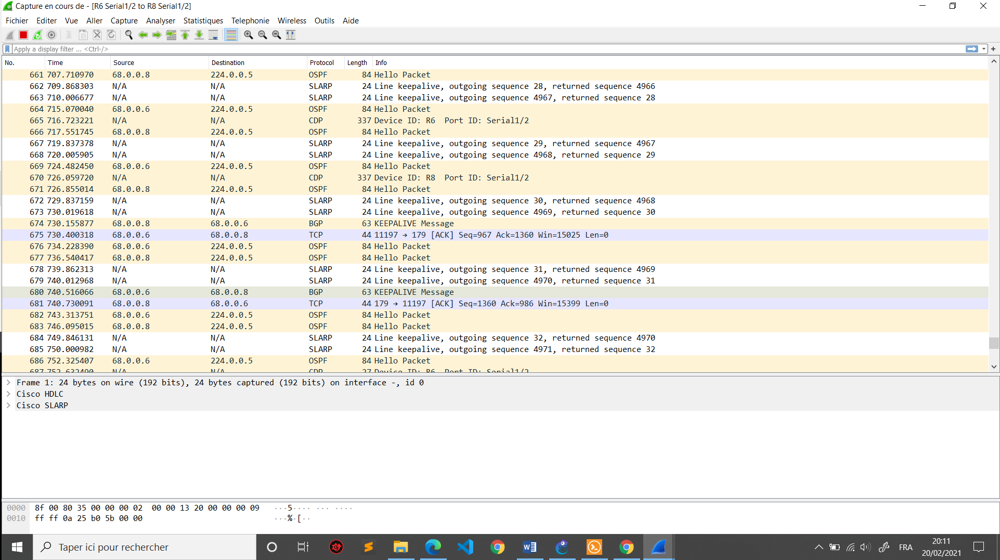 Capture en cours de - [R6 Serial1/2 to R8 Serial1/2]
Fichier Editer Vue Aller Capture Analyser Statistiques Telephonie Wireless Outils Aide
Apply a display filter ... <Ctrl-/>
No. Time Source Destination Protocol Length Info
661 707.710970 68.0.0.8 224.0.0.5 OSPF 84 Hello Packet
662 709.868303 N/A N/A SLARP 24 Line keepalive, outgoing sequence 28, returned sequence 4966
663 710.006677 N/A N/A SLARP 24 Line keepalive, outgoing sequence 4967, returned sequence 28
664 715.070040 68.0.0.6 224.0.0.5 OSPF 84 Hello Packet
665 716.723221 N/A N/A CDP 337 Device ID: R6 Port ID: Serial1/2
666 717.551745 68.0.0.8 224.0.0.5 OSPF 84 Hello Packet
667 719.837378 N/A N/A SLARP 24 Line keepalive, outgoing sequence 29, returned sequence 4967
668 720.005905 N/A N/A SLARP 24 Line keepalive, outgoing sequence 4968, returned sequence 29
669 724.482450 68.0.0.6 224.0.0.5 OSPF 84 Hello Packet
670 726.059720 N/A N/A CDP 337 Device ID: R8 Port ID: Serial1/2
671 726.855014 68.0.0.8 224.0.0.5 OSPF 84 Hello Packet
672 729.837159 N/A N/A SLARP 24 Line keepalive, outgoing sequence 30, returned sequence 4968
673 730.019618 N/A N/A SLARP 24 Line keepalive, outgoing sequence 4969, returned sequence 30
674 730.155877 68.0.0.8 68.0.0.6 BGP 63 KEEPALIVE Message
675 730.400318 68.0.0.6 68.0.0.8 TCP 44 11197 → 179 [ACK] Seq=967 Ack=1360 Win=15025 Len=0
676 734.228390 68.0.0.6 224.0.0.5 OSPF 84 Hello Packet
677 736.540417 68.0.0.8 224.0.0.5 OSPF 84 Hello Packet
678 739.862313 N/A N/A SLARP 24 Line keepalive, outgoing sequence 31, returned sequence 4969
679 740.012968 N/A N/A SLARP 24 Line keepalive, outgoing sequence 4970, returned sequence 31
680 740.516066 68.0.0.6 68.0.0.8 BGP 63 KEEPALIVE Message
681 740.730091 68.0.0.8 68.0.0.6 TCP 44 179 → 11197 [ACK] Seq=1360 Ack=986 Win=15399 Len=0
682 743.313751 68.0.0.6 224.0.0.5 OSPF 84 Hello Packet
683 746.095015 68.0.0.8 224.0.0.5 OSPF 84 Hello Packet
684 749.846131 N/A N/A SLARP 24 Line keepalive, outgoing sequence 32, returned sequence 4970
685 750.000982 N/A N/A SLARP 24 Line keepalive, outgoing sequence 4971, returned sequence 32
686 752.325407 68.0.0.6 224.0.0.5 OSPF 84 Hello Packet
687 752.632490 N/A N/A CDP Device ID: R6 Port ID: Serial1/2
Frame 1: 24 bytes on wire (192 bits), 24 bytes captured (192 bits) on interface -, id 0
Cisco HDLC
Cisco SLARP
0000 8f 00 80 35 00 00 00 02 00 00 13 20 00 00 00 09 ···5···· ··· ····
0010 ff ff 0a 25 b0 5b 00 00 ···%·[··
Taper ici pour rechercher
FRA
20:11
20/02/2021